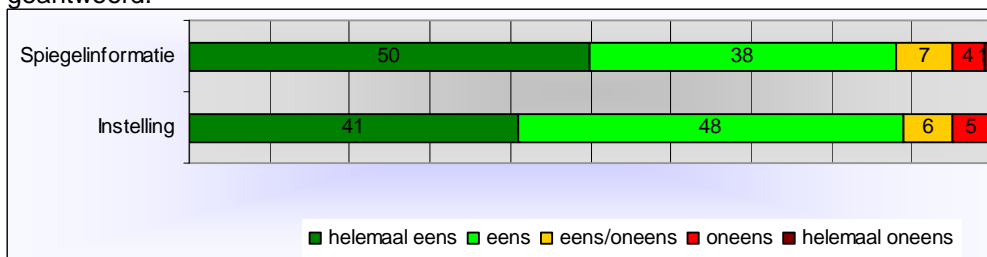 geantwoord.
Spiegelinformatie 50 38 7 4 1
Instelling 41 48 6 5
helemaal eens eens eens/oneens oneens helemaal oneens